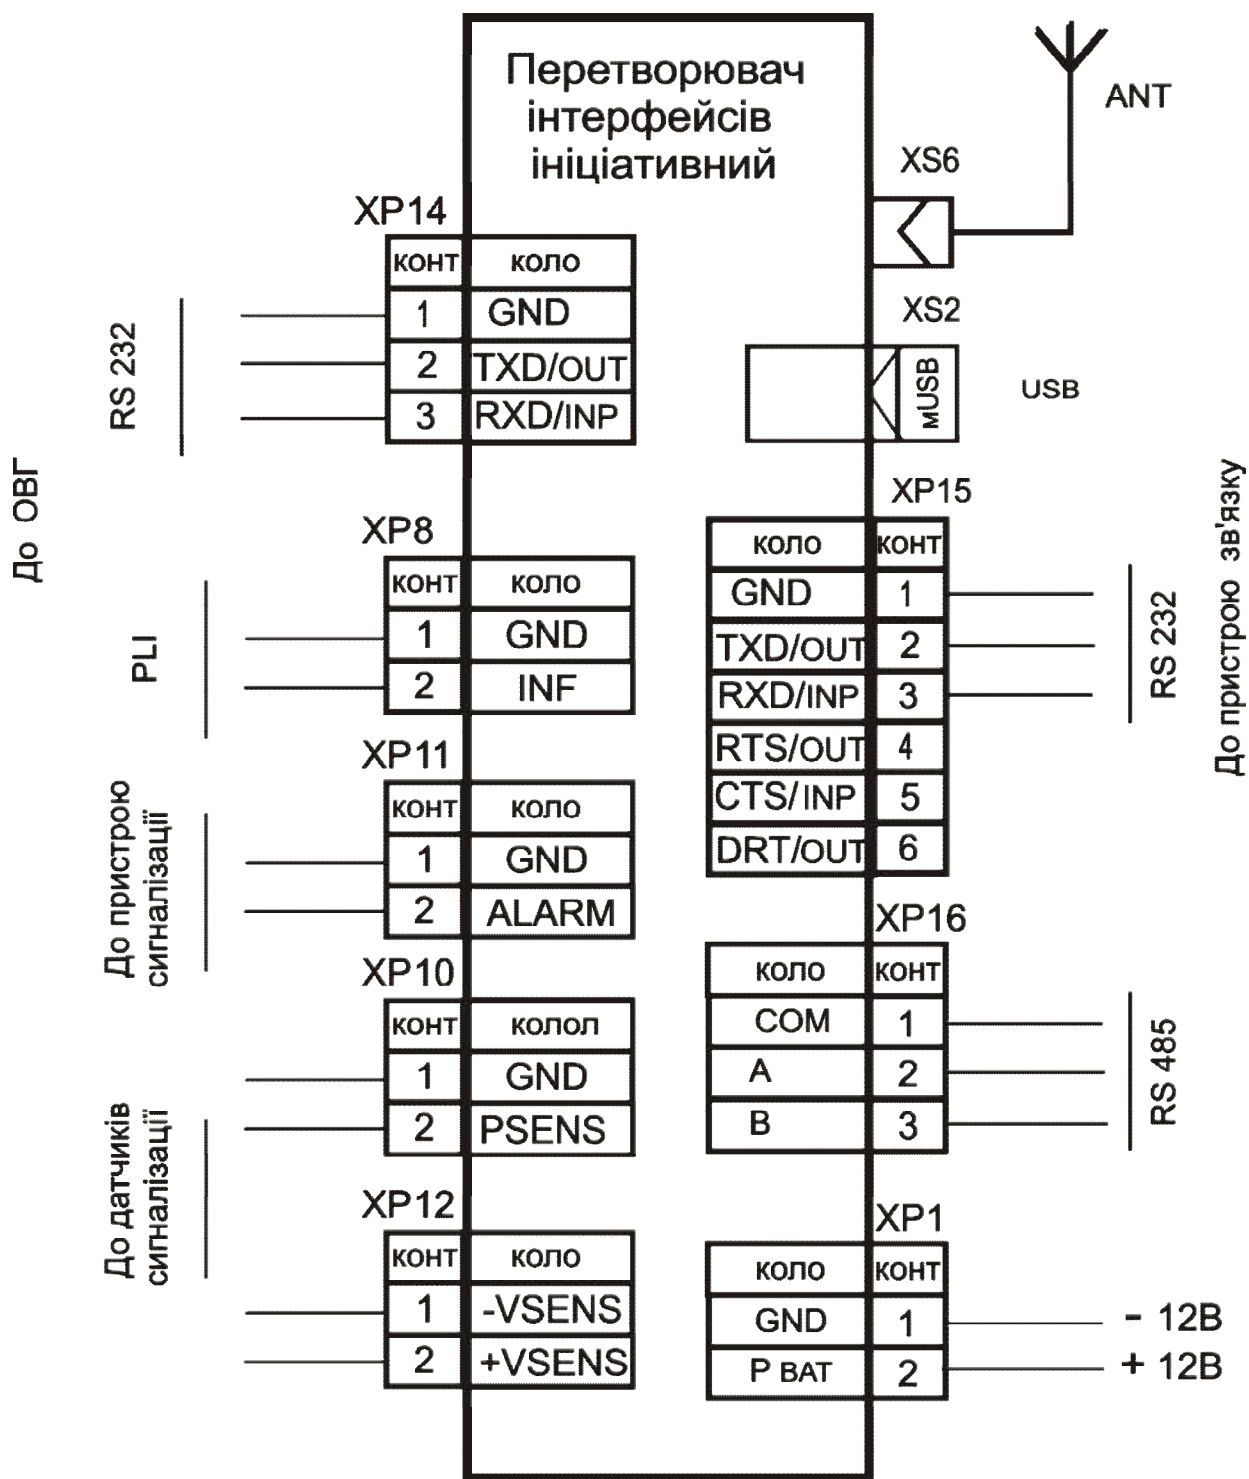 Перетворювач
інтерфейсів
ініціативний
ANT
XS6
XS2
мUSB
USB
До ОВГ
RS 232
XP14
конт коло
1 GND
2 TXD/OUT
3 RXD/INP
PLI
XP8
конт коло
1 GND
2 INF
До пристрою
сигналізації
XP11
конт коло
1 GND
2 ALARM
До датчиків
сигналізації
XP10
конт колол
1 GND
2 PSENS
XP12
конт коло
1 -VSENS
2 +VSENS
До пристрою зв'язку
XP15
коло конт
GND 1
TXD/OUT 2
RXD/INP 3
RTS/OUT 4
CTS/INP 5
DRT/OUT 6
RS 232
XP16
коло конт
COM 1
A 2
B 3
RS 485
XP1
коло конт
GND 1 - 12В
P BAT 2 + 12В